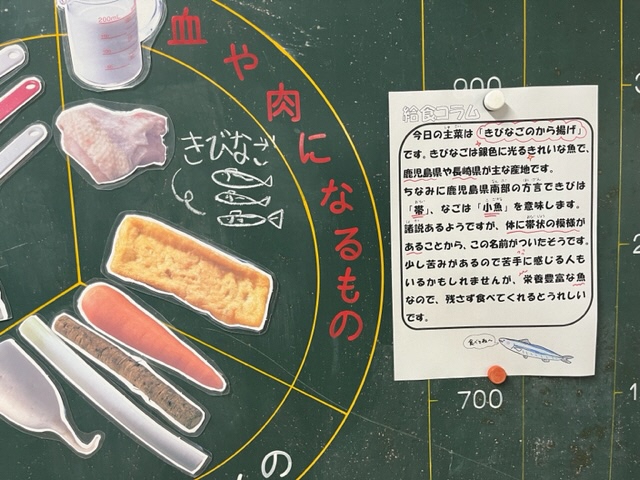 200mL
血や肉になるもの
きびなご
給食コラム
今日の主菜は「きびなごのから揚げ」
です。きびなごは銀色に光るきれいな魚で、
鹿児島県や長崎県が主な産地です。
ちなみに鹿児島県南部の方言できびは
「帯」、なごは「小魚」を意味します。
諸説あるようですが、体に帯状の模様が
あることから、この名前がついたそうです。
少し苦みがあるので苦手に感じる人も
いるかもしれませんが、栄養豊富な魚
なので、残さず食べてくれるとうれしい
です。
食べてね〜
900
700
2
1
の